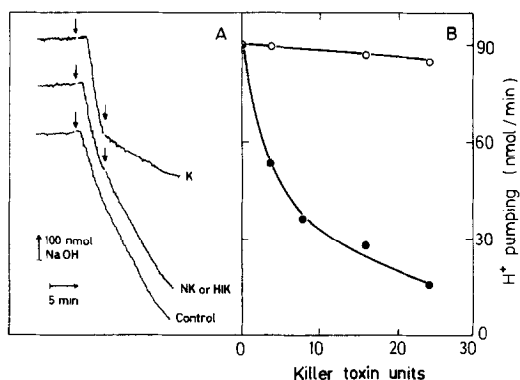 A
B
K
NK or HIK
Control
100 nmol
NaOH
5 min
90
60
30
0
H⁺ pumping (nmol/min)
0 10 20 30
Killer toxin units